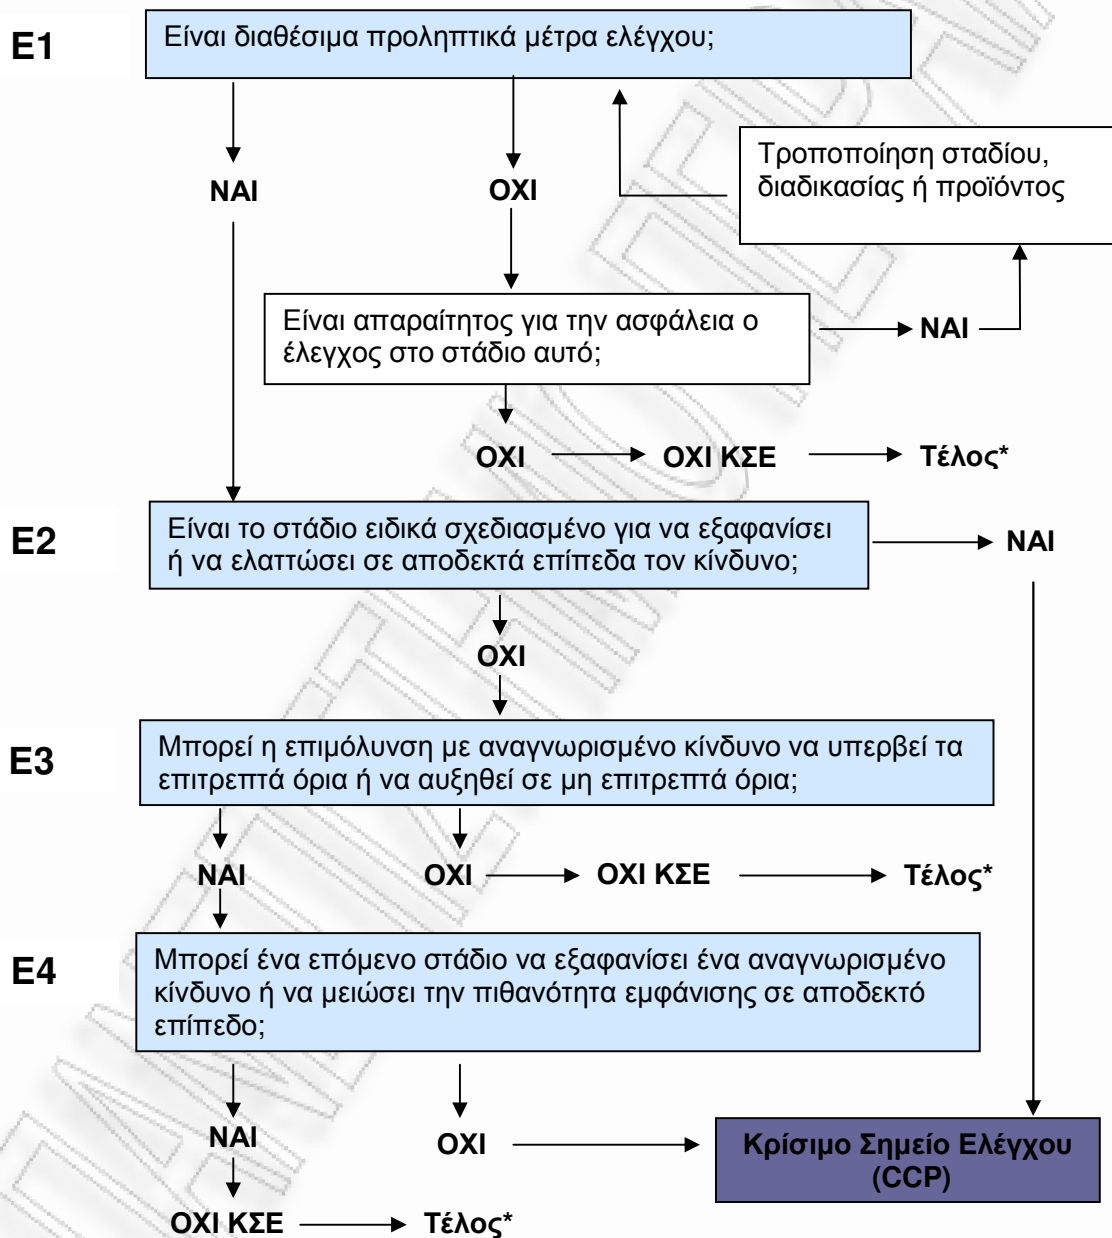 Ε1
Είναι διαθέσιμα προληπτικά μέτρα ελέγχου;
Τροποποίηση σταδίου,
διαδικασίας ή προϊόντος
ΝΑΙ
ΟΧΙ
Είναι απαραίτητος για την ασφάλεια ο
έλεγχος στο στάδιο αυτό;
ΝΑΙ
ΟΧΙ
ΟΧΙ ΚΣΕ
Τέλος*
Ε2
Είναι το στάδιο ειδικά σχεδιασμένο για να εξαφανίσει
ή να ελαττώσει σε αποδεκτά επίπεδα τον κίνδυνο;
ΝΑΙ
ΟΧΙ
Ε3
Μπορεί η επιμόλυνση με αναγνωρισμένο κίνδυνο να υπερβεί τα
επιτρεπτά όρια ή να αυξηθεί σε μη επιτρεπτά όρια;
ΝΑΙ
ΟΧΙ
ΟΧΙ ΚΣΕ
Τέλος*
Ε4
Μπορεί ένα επόμενο στάδιο να εξαφανίσει ένα αναγνωρισμένο
κίνδυνο ή να μειώσει την πιθανότητα εμφάνισης σε αποδεκτό
επίπεδο;
ΝΑΙ
ΟΧΙ
Κρίσιμο Σημείο Ελέγχου
(CCP)
ΟΧΙ ΚΣΕ
Τέλος*